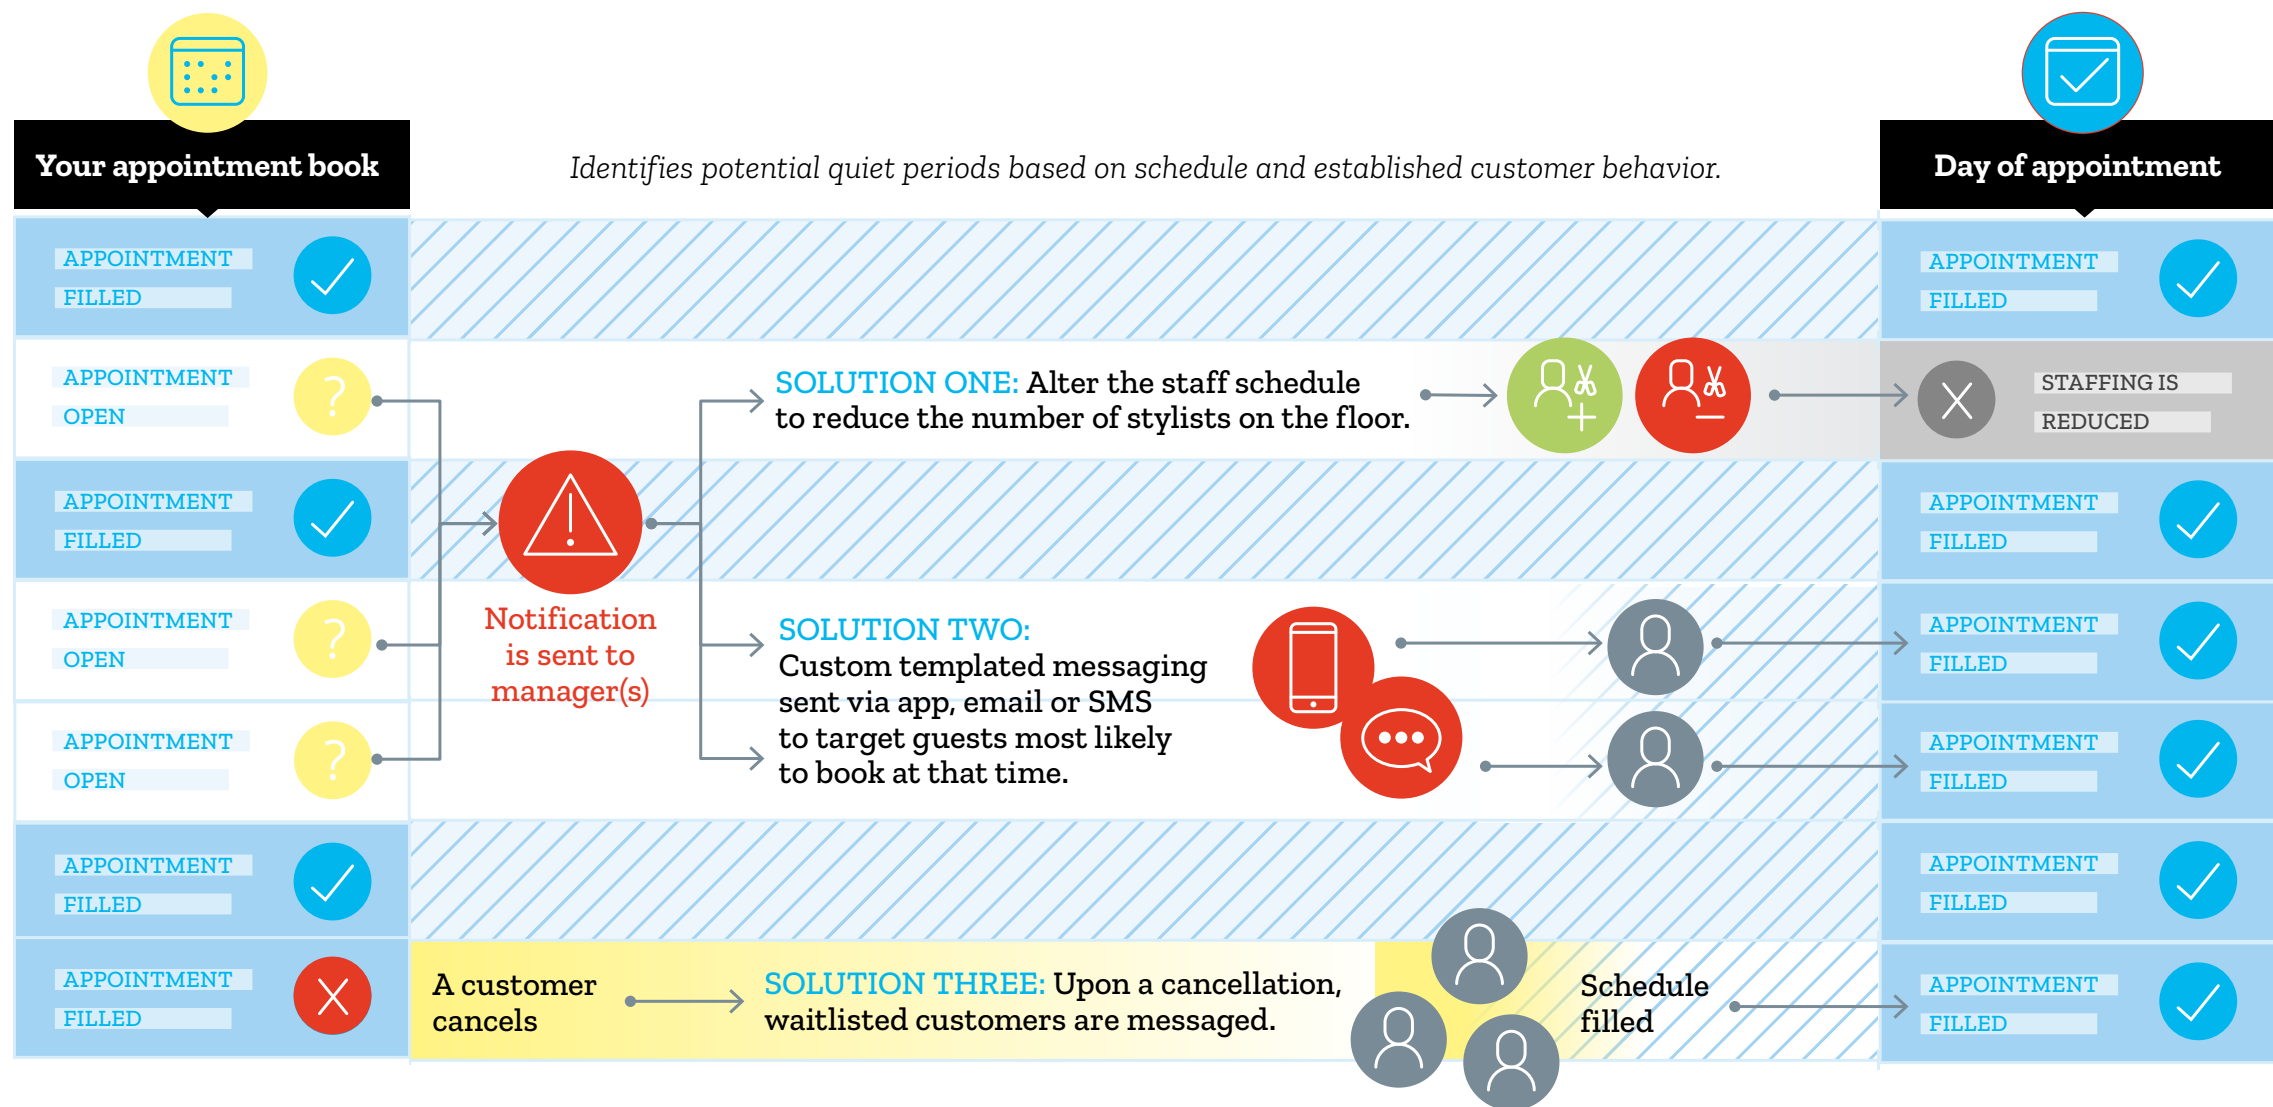 Your appointment book
Identifies potential quiet periods based on schedule and established customer behavior.
Day of appointment
APPOINTMENT
FILLED
APPOINTMENT
FILLED
APPOINTMENT
OPEN
SOLUTION ONE: Alter the staff schedule
to reduce the number of stylists on the floor.
STAFFING IS
REDUCED
APPOINTMENT
FILLED
APPOINTMENT
FILLED
APPOINTMENT
OPEN
Notification
is sent to
manager(s)
SOLUTION TWO:
Custom templated messaging
sent via app, email or SMS
to target guests most likely
to book at that time.
APPOINTMENT
FILLED
APPOINTMENT
OPEN
APPOINTMENT
FILLED
APPOINTMENT
FILLED
APPOINTMENT
FILLED
APPOINTMENT
FILLED
A customer
cancels
SOLUTION THREE: Upon a cancellation,
waitlisted customers are messaged.
Schedule
filled
APPOINTMENT
FILLED